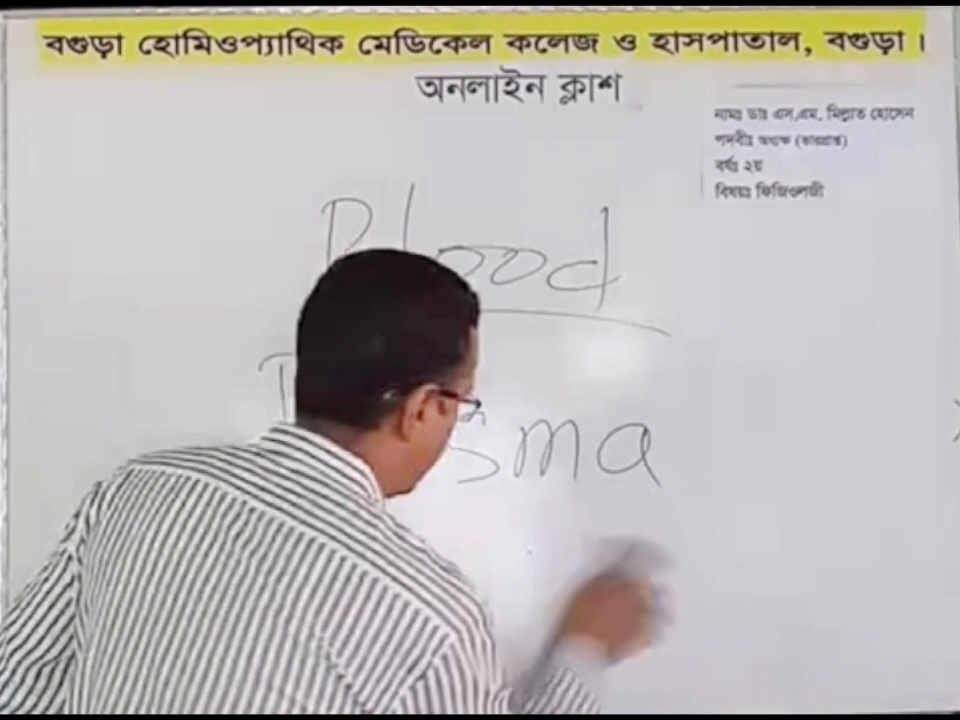 বগুড়া হোমিওপ্যাথিক মেডিকেল কলেজ ও হাসপাতাল, বগুড়া।
অনলাইন ক্লাশ
নামঃ ডাঃ এস.এম. মিল্লাত হোসেন
পদবীঃ অধ্যক্ষ (ভারপ্রাপ্ত)
বর্ষঃ ২য়
বিষয়ঃ ফিজিওলজী
Blood